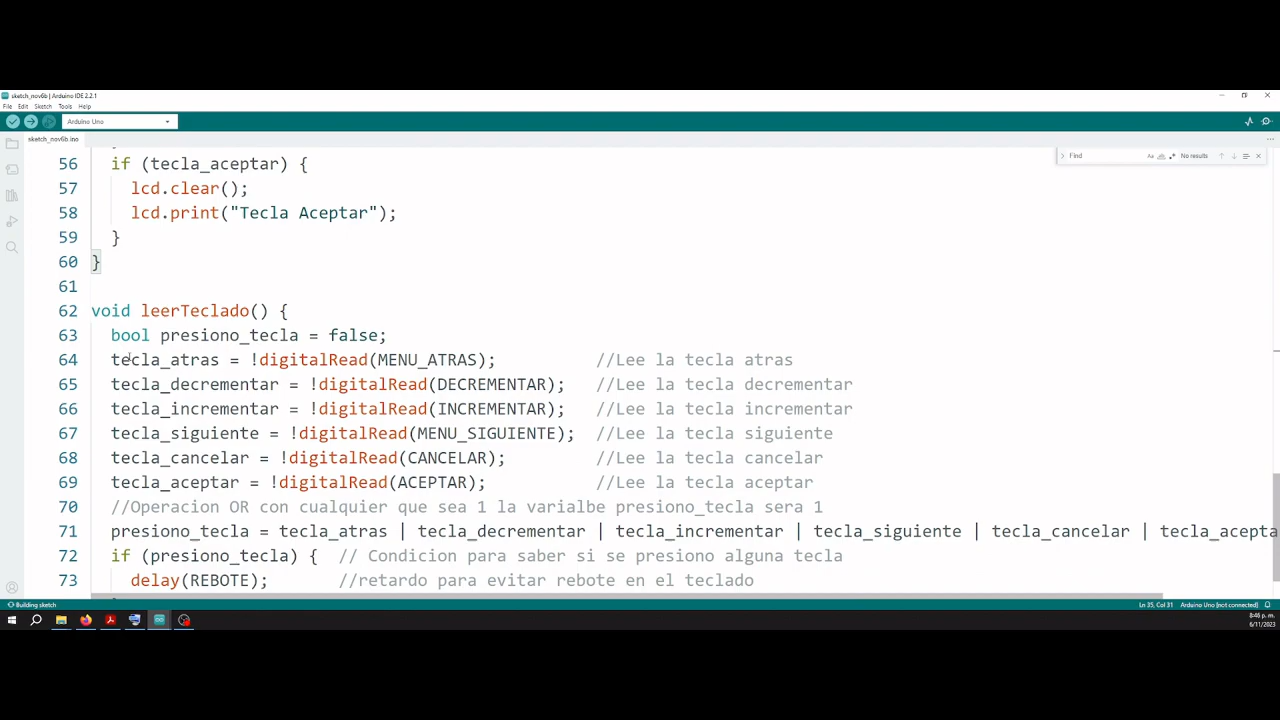 sketch_nov6b | Arduino IDE 2.2.1
File Edit Sketch Tools Help
Arduino Uno
sketch_nov6b.ino
Find
No results
56 if (tecla_aceptar) {
57 lcd.clear();
58 lcd.print("Tecla Aceptar");
59 }
60 }
61
62 void leerTeclado() {
63 bool presiono_tecla = false;
64 tecla_atras = !digitalRead(MENU_ATRAS); //Lee la tecla atras
65 tecla_decrementar = !digitalRead(DECREMENTAR); //Lee la tecla decrementar
66 tecla_incrementar = !digitalRead(INCREMENTAR); //Lee la tecla incrementar
67 tecla_siguiente = !digitalRead(MENU_SIGUIENTE); //Lee la tecla siguiente
68 tecla_cancelar = !digitalRead(CANCELAR); //Lee la tecla cancelar
69 tecla_aceptar = !digitalRead(ACEPTAR); //Lee la tecla aceptar
70 //Operacion OR con cualquier que sea 1 la varialbe presiono_tecla sera 1
71 presiono_tecla = tecla_atras | tecla_decrementar | tecla_incrementar | tecla_siguiente | tecla_cancelar | tecla_acepta
72 if (presiono_tecla) { // Condicion para saber si se presiono alguna tecla
73 delay(REBOTE); //retardo para evitar rebote en el teclado
Building sketch
Ln 35, Col 31 Arduino Uno [not connected]
8:46 p. m.
6/11/2023